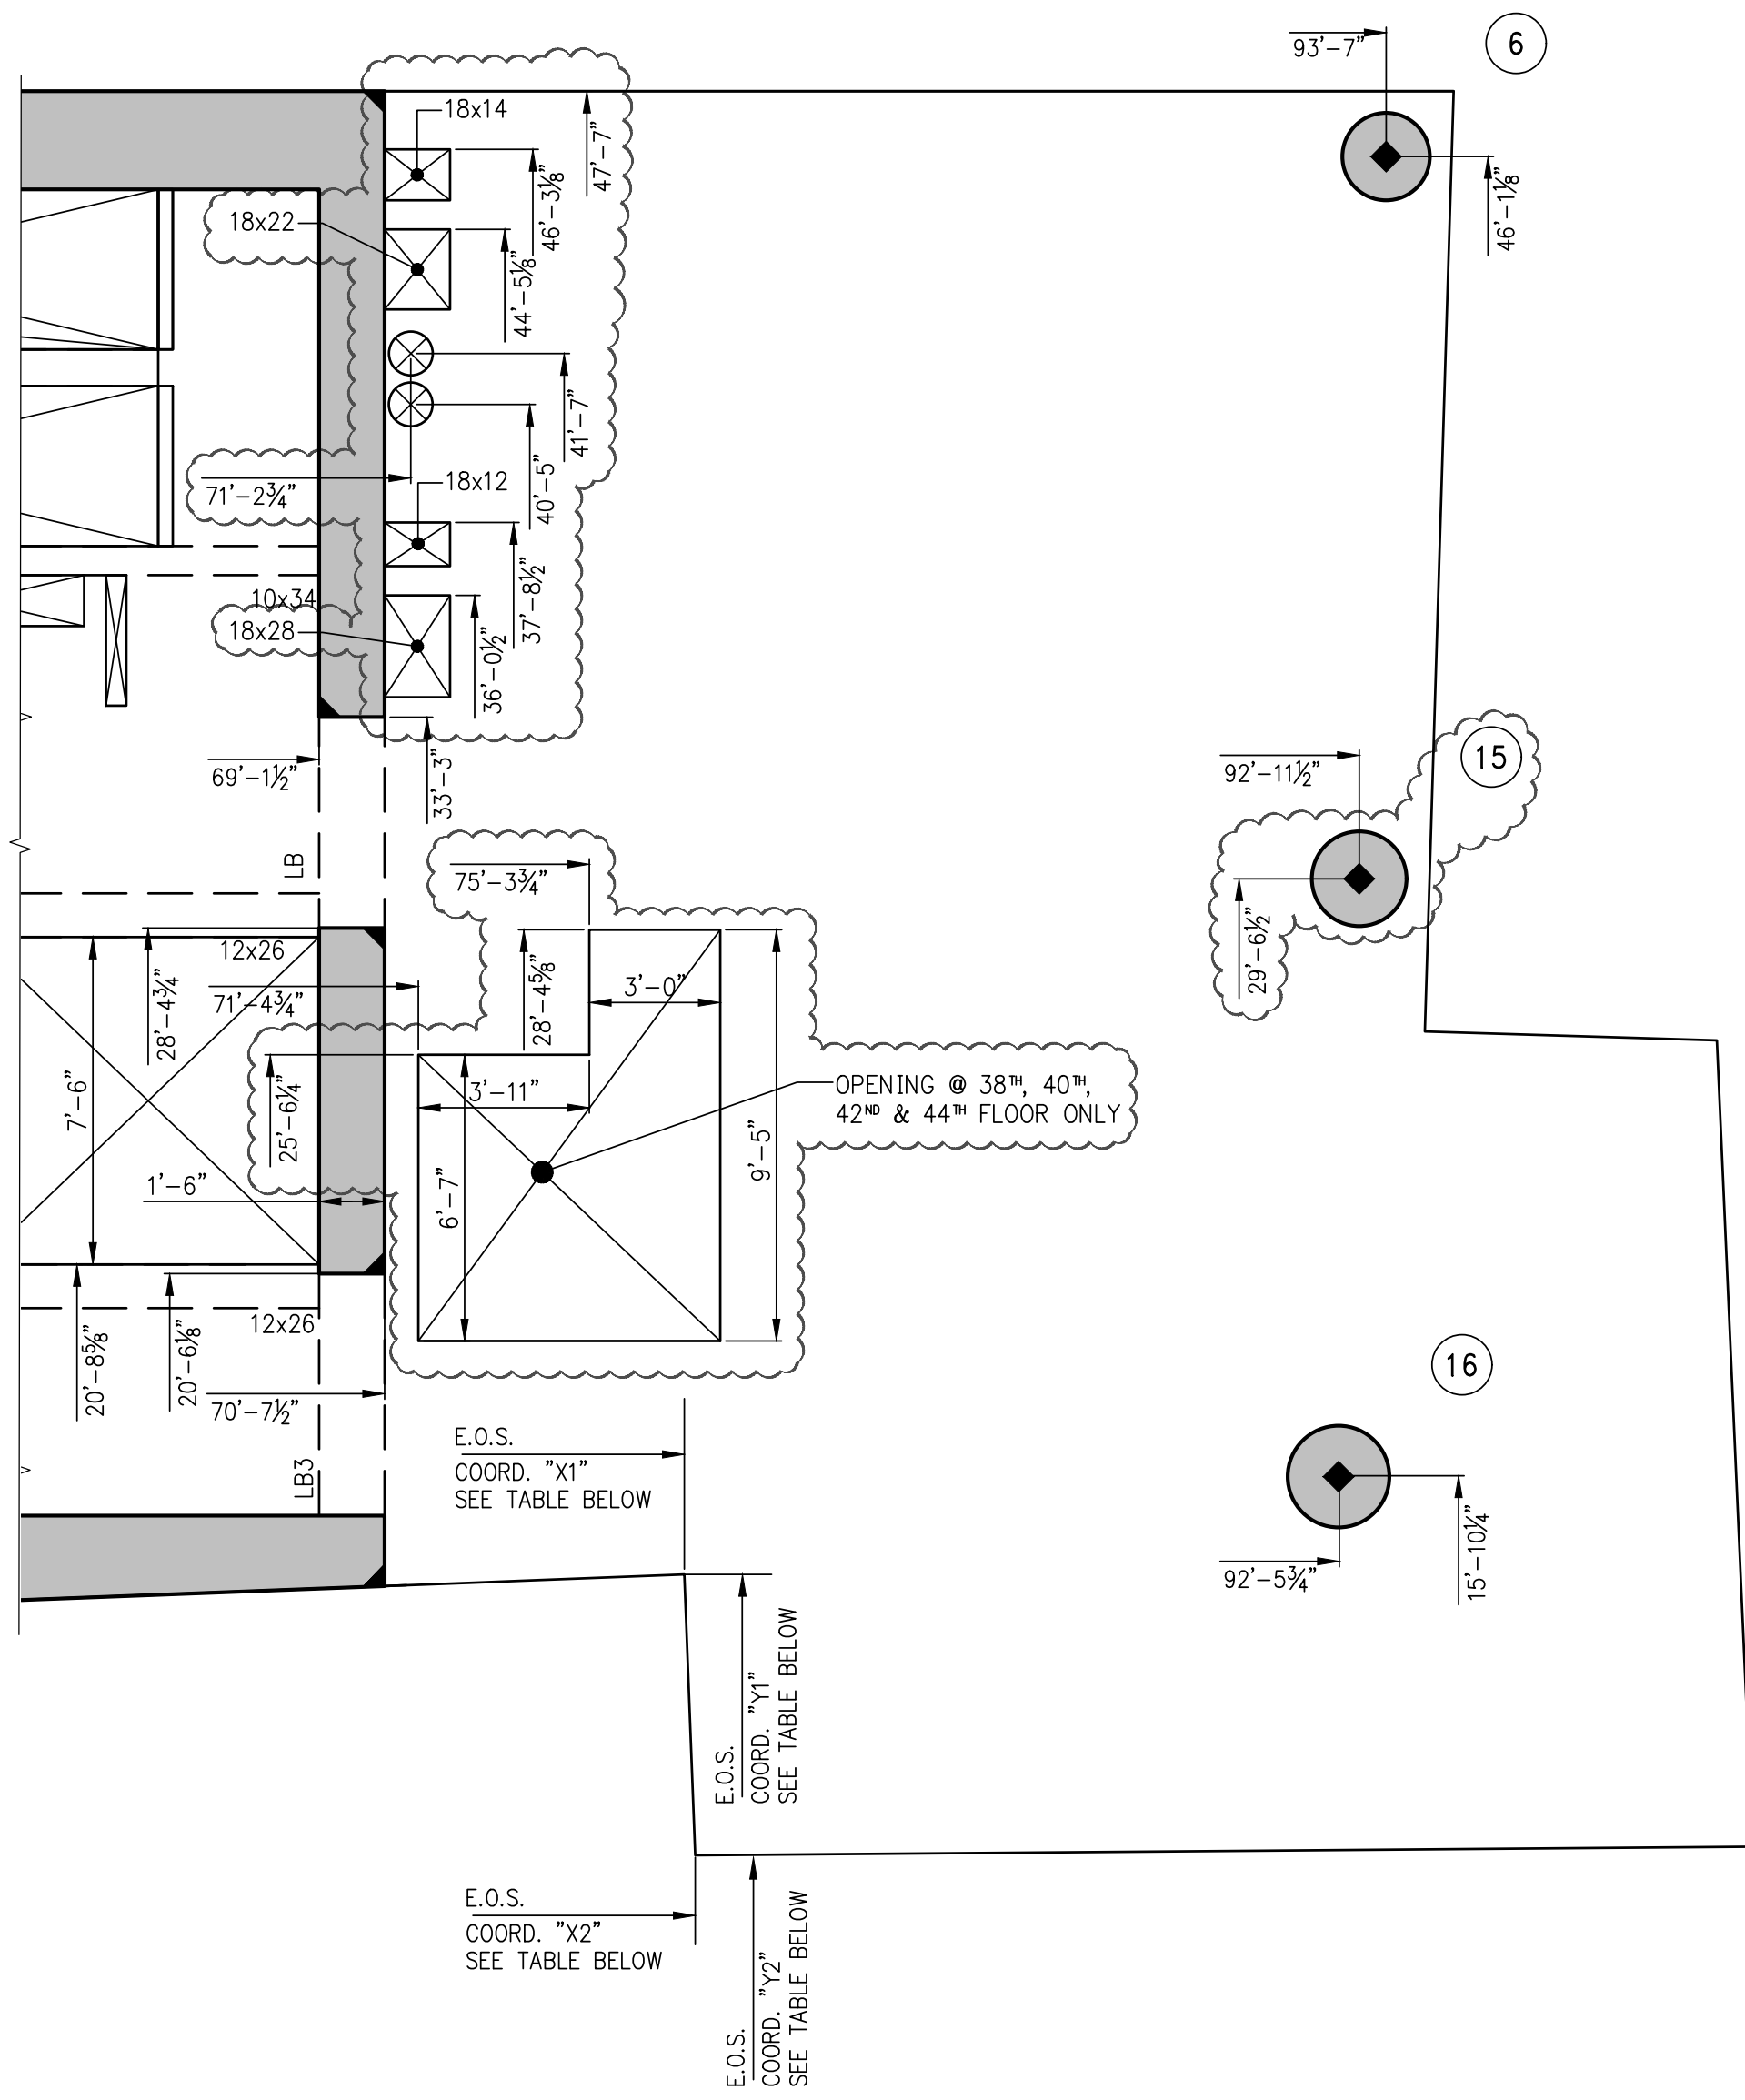 93'-7"
6
18x14
47'-7"
46'-3⅛"
46'-1⅛"
18x22
44'-5⅛"
41'-7"
40'-5"
71'-2¾"
18x12
37'-8½"
10x34
18x28
36'-0½"
69'-1½"
33'-3"
15
92'-11½"
29'-6½"
LB
75'-3¾"
12x26
28'-4¾"
71'-4¾"
28'-4⅝"
3'-0"
7'-6"
25'-6¼"
3'-11"
OPENING @ 38TH, 40TH,
42ND & 44TH FLOOR ONLY
1'-6"
6'-7"
9'-5"
12x26
20'-8⅝"
20'-6⅛"
70'-7½"
16
LB3
E.O.S.
COORD. "X1"
SEE TABLE BELOW
92'-5¾"
15'-10¼"
E.O.S.
COORD. "Y1"
SEE TABLE BELOW
E.O.S.
COORD. "X2"
SEE TABLE BELOW
E.O.S.
COORD. "Y2"
SEE TABLE BELOW